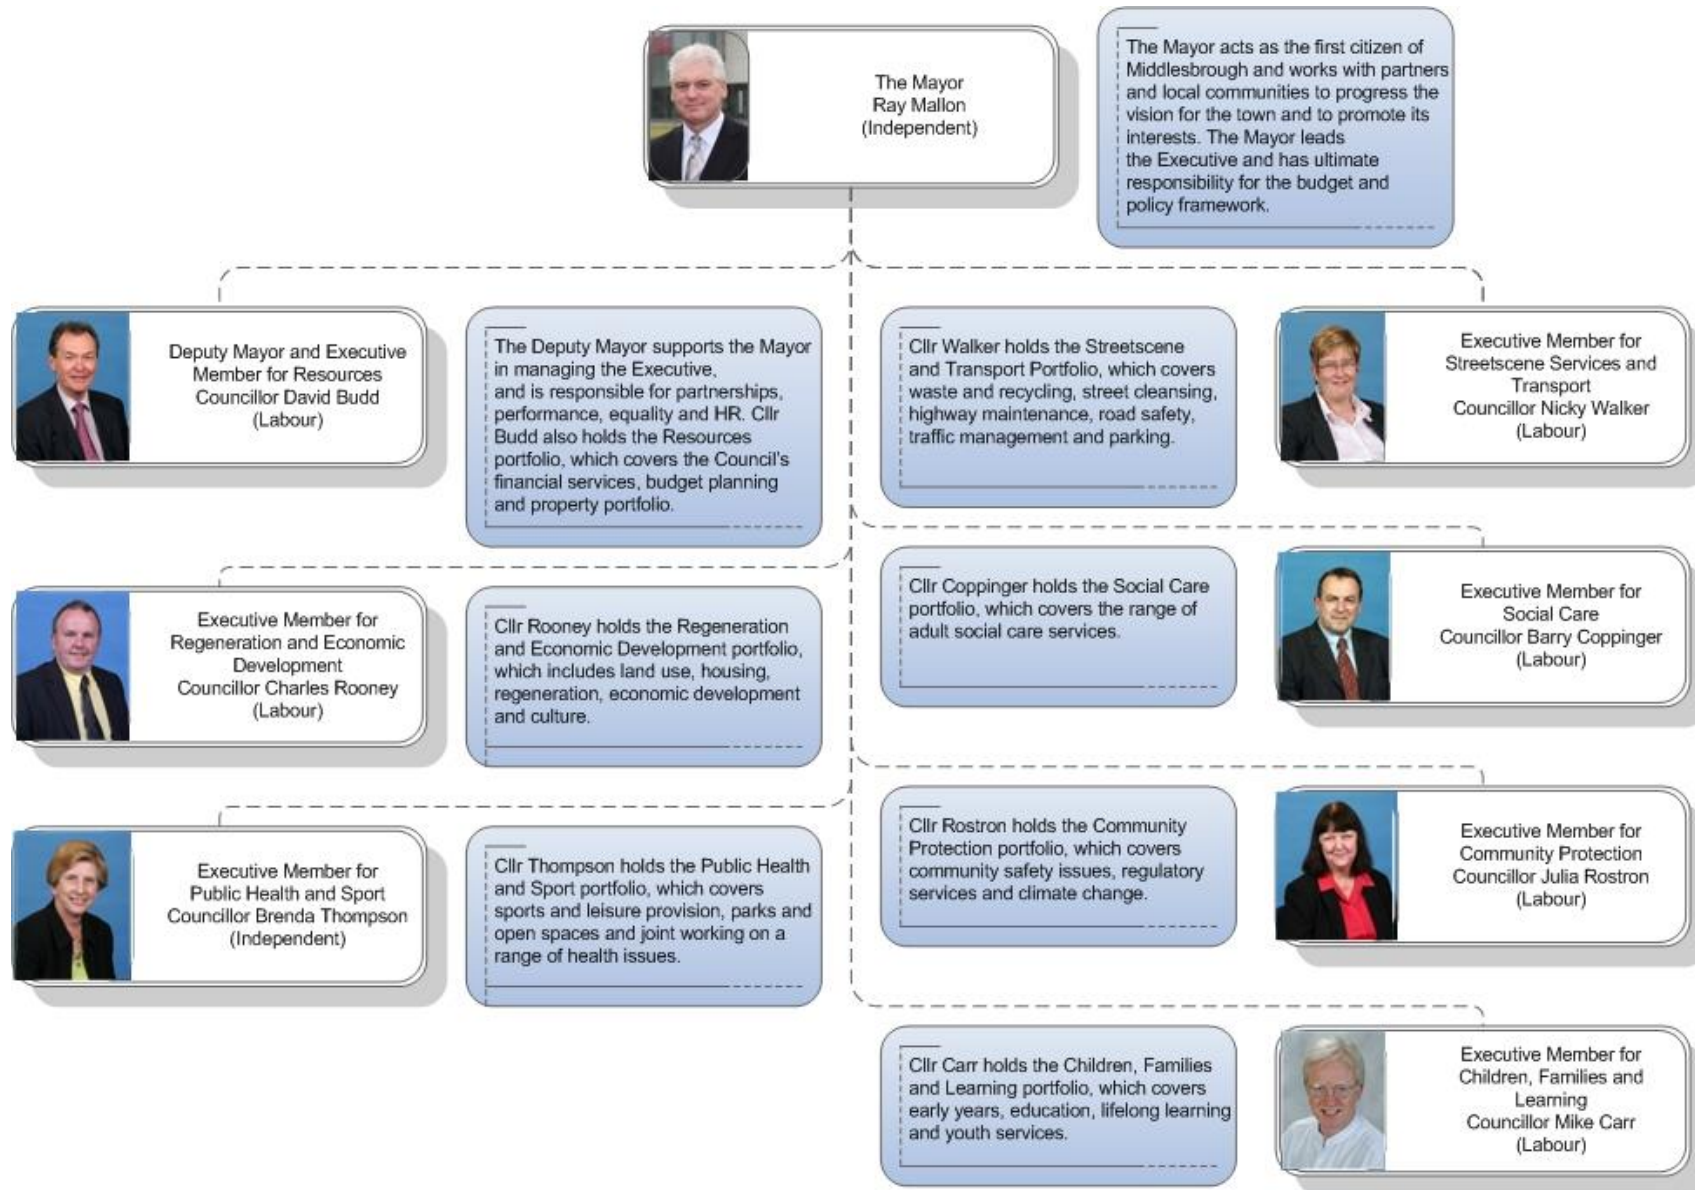 The Mayor
Ray Mallon
(Independent)
The Mayor acts as the first citizen of
Middlesbrough and works with partners
and local communities to progress the
vision for the town and to promote its
interests. The Mayor leads
the Executive and has ultimate
responsibility for the budget and
policy framework.
Deputy Mayor and Executive
Member for Resources
Councillor David Budd
(Labour)
The Deputy Mayor supports the Mayor
in managing the Executive,
and is responsible for partnerships,
performance, equality and HR. Cllr
Budd also holds the Resources
portfolio, which covers the Council's
financial services, budget planning
and property portfolio.
Cllr Walker holds the Streetscene
and Transport Portfolio, which covers
waste and recycling, street cleansing,
highway maintenance, road safety,
traffic management and parking.
Executive Member for
Streetscene Services and
Transport
Councillor Nicky Walker
(Labour)
Executive Member for
Regeneration and Economic
Development
Councillor Charles Rooney
(Labour)
Cllr Rooney holds the Regeneration
and Economic Development portfolio,
which includes land use, housing,
regeneration, economic development
and culture.
Cllr Coppinger holds the Social Care
portfolio, which covers the range of
adult social care services.
Executive Member for
Social Care
Councillor Barry Coppinger
(Labour)
Executive Member for
Public Health and Sport
Councillor Brenda Thompson
(Independent)
Cllr Thompson holds the Public Health
and Sport portfolio, which covers
sports and leisure provision, parks and
open spaces and joint working on a
range of health issues.
Cllr Rostron holds the Community
Protection portfolio, which covers
community safety issues, regulatory
services and climate change.
Executive Member for
Community Protection
Councillor Julia Rostron
(Labour)
Cllr Carr holds the Children, Families
and Learning portfolio, which covers
early years, education, lifelong learning
and youth services.
Executive Member for
Children, Families and
Learning
Councillor Mike Carr
(Labour)